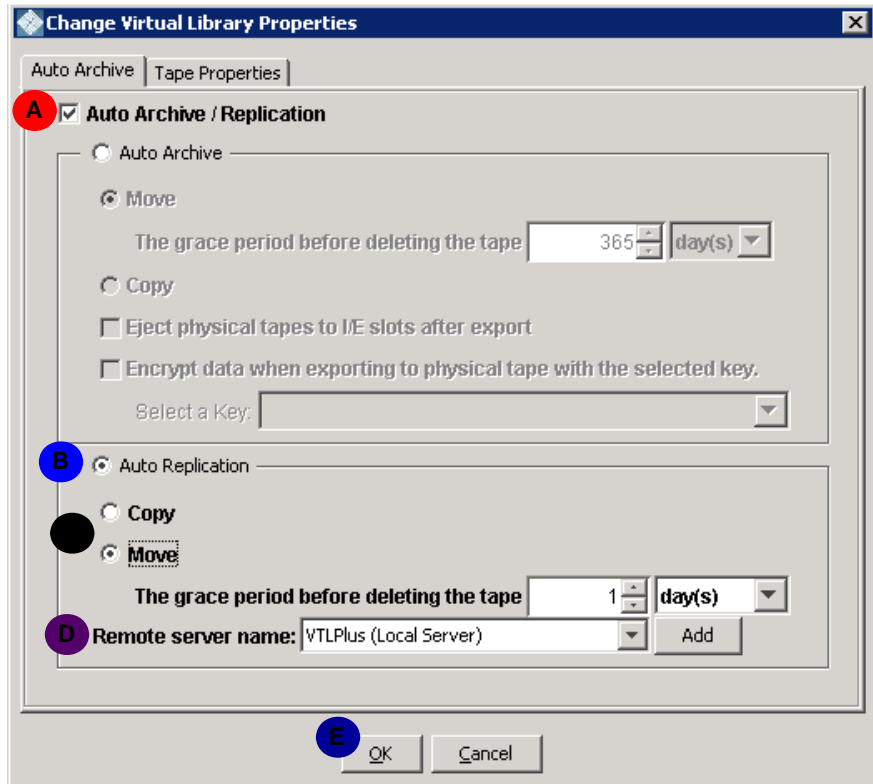 Change Virtual Library Properties
Auto Archive Tape Properties
A Auto Archive / Replication
Auto Archive
Move
The grace period before deleting the tape 365 day(s)
Copy
Eject physical tapes to I/E slots after export
Encrypt data when exporting to physical tape with the selected key.
Select a Key:
B Auto Replication
Copy
Move
The grace period before deleting the tape 1 day(s)
D Remote server name: VTLPlus (Local Server) Add
E OK Cancel